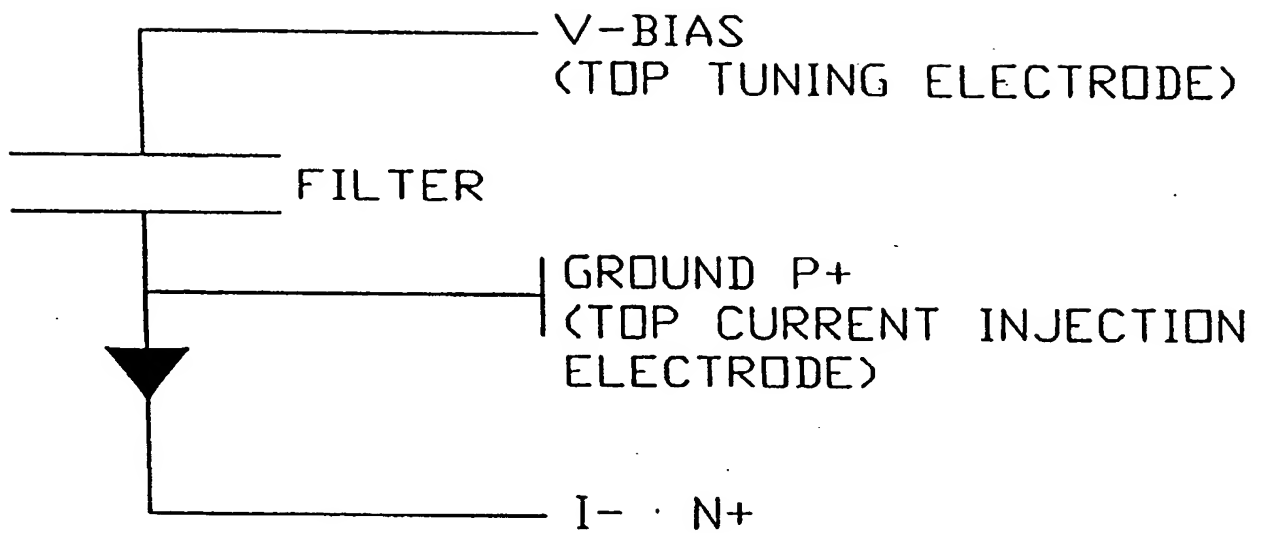 V-BIAS
(TOP TUNING ELECTRODE)
FILTER
GROUND P+
(TOP CURRENT INJECTION
ELECTRODE)
I- N+